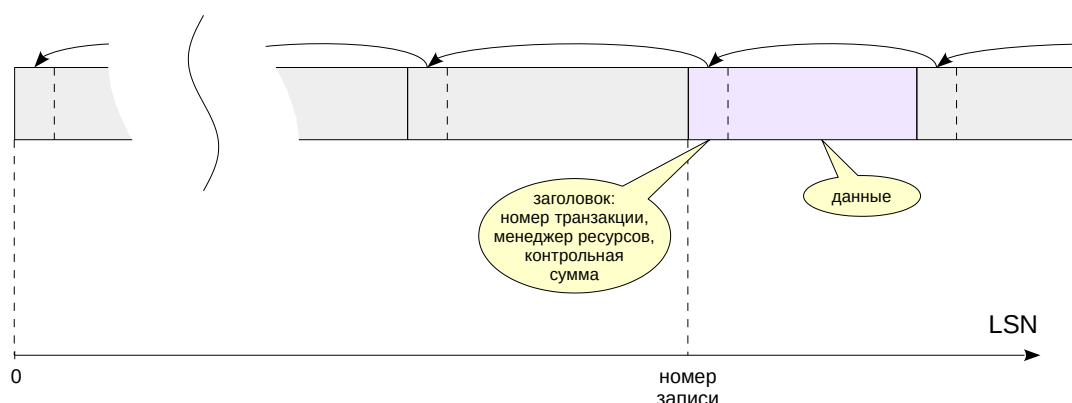 заголовок:
номер транзакции,
менеджер ресурсов,
контрольная
сумма
данные
LSN
0
номер
записи